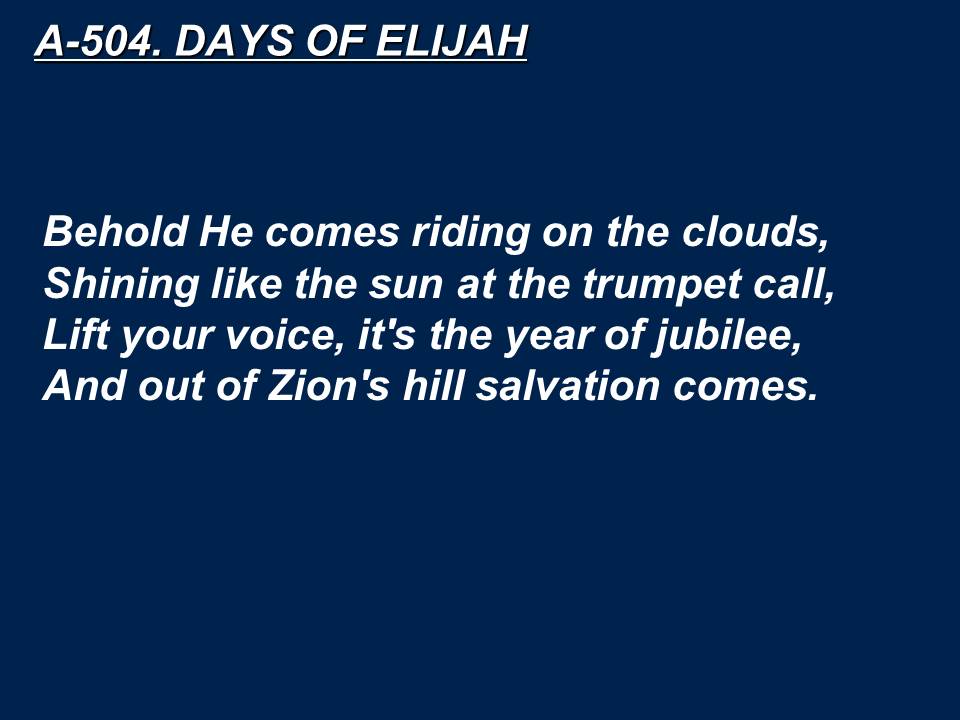 A-504. DAYS OF ELIJAH
Behold He comes riding on the clouds,
Shining like the sun at the trumpet call,
Lift your voice, it's the year of jubilee,
And out of Zion's hill salvation comes.